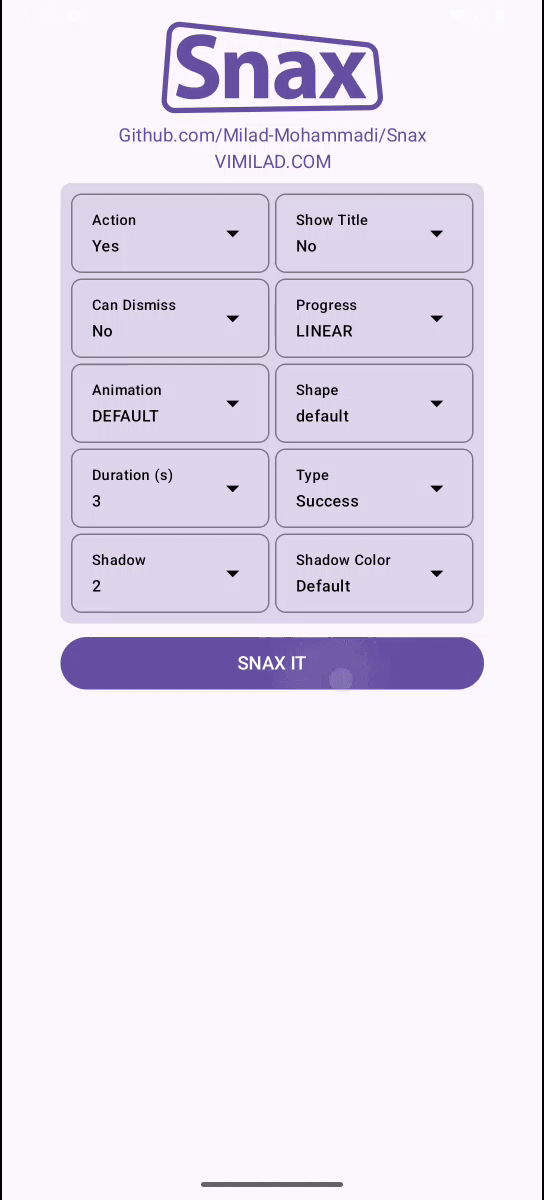 Snax
Github.com/Milad-Mohammadi/Snax
VIMILAD.COM
Action
Yes
Show Title
No
Can Dismiss
No
Progress
LINEAR
Animation
DEFAULT
Shape
default
Duration (s)
3
Type
Success
Shadow
2
Shadow Color
Default
SNAX IT